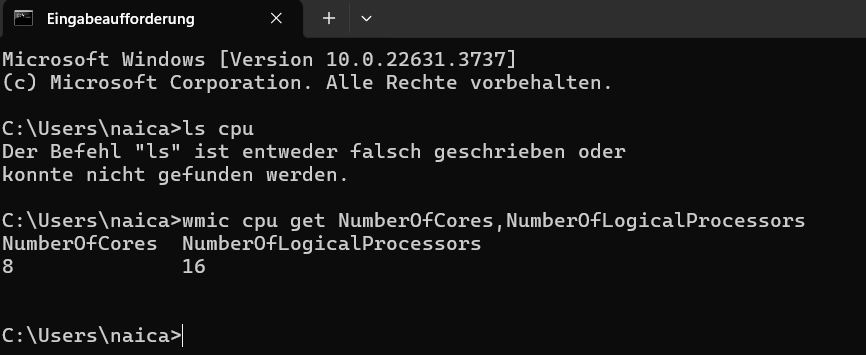 Eingabeaufforderung
Microsoft Windows [Version 10.0.22631.3737]
(c) Microsoft Corporation. Alle Rechte vorbehalten.
C:\Users\naica>ls cpu
Der Befehl "ls" ist entweder falsch geschrieben oder
konnte nicht gefunden werden.
C:\Users\naica>wmic cpu get NumberOfCores,NumberOfLogicalProcessors
NumberOfCores  NumberOfLogicalProcessors
8              16
C:\Users\naica>